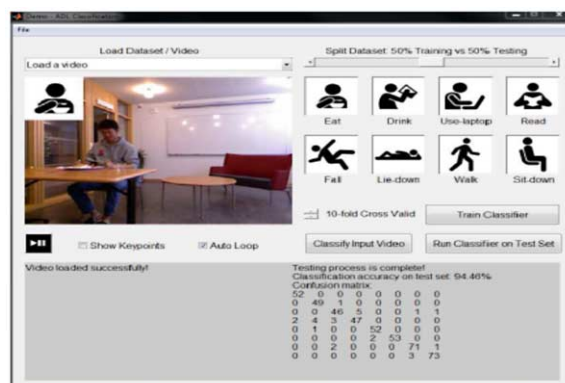 Demo - ADL Classification
File
Load Dataset / Video
Load a video
Split Dataset: 50% Training vs 50% Testing
Eat
Drink
Use-laptop
Read
Fall
Lie-down
Walk
Sit-down
10-fold Cross Valid
Train Classifier
Show Keypoints
Auto Loop
Classify Input Video
Run Classifier on Test Set
Video loaded successfully!
Testing process is complete!
Classification accuracy on test set: 94.46%
Confusion matrix:
52 0 0 0 0 0 0 0
0 49 1 0 0 0 0 0
0 0 46 5 0 0 1 1
2 4 3 47 0 0 0 0
0 1 0 0 52 0 0 0
0 0 0 0 2 53 0 0
0 0 2 0 0 0 71 1
0 0 0 0 0 0 3 73